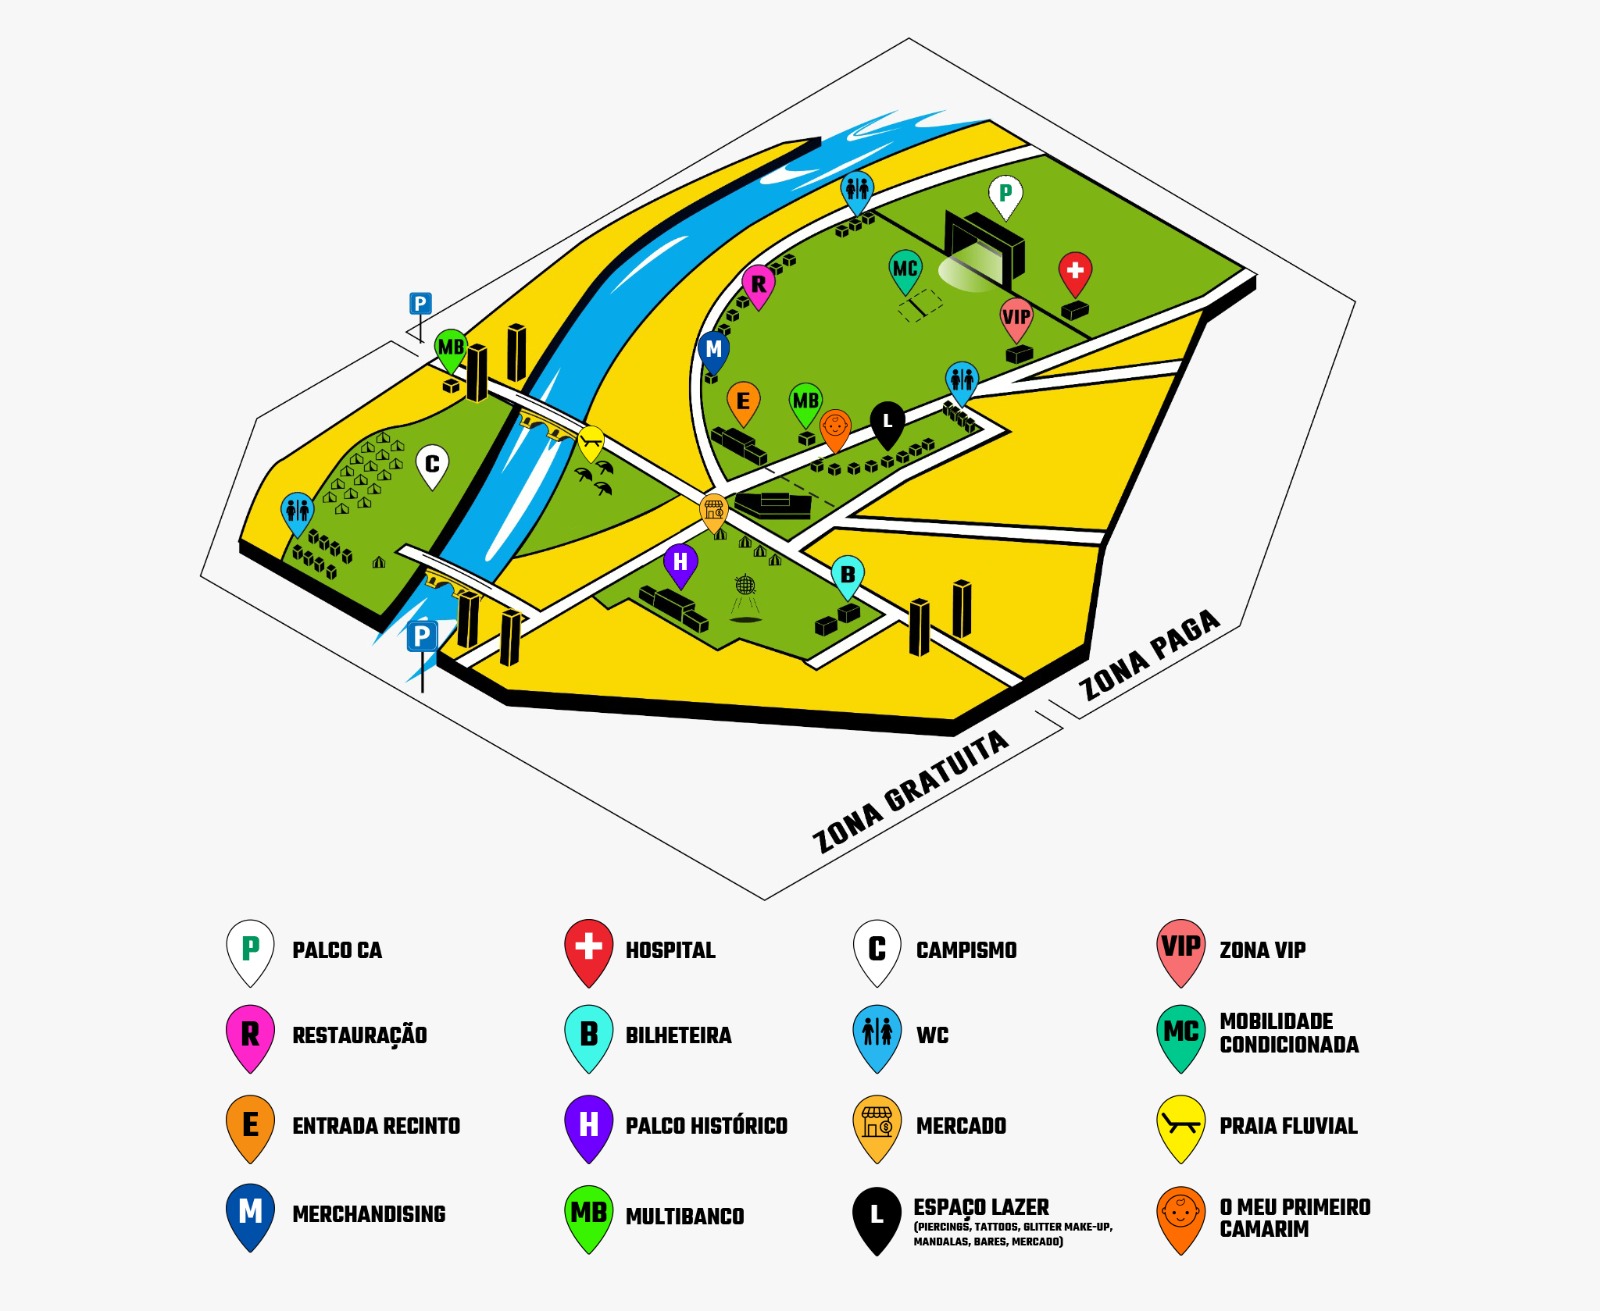 P
P
MC
R
VIP
P
MB
M
E
MB
L
C
H
B
P
ZONA PAGA
ZONA GRATUITA
P PALCO CA
HOSPITAL
C CAMPISMO
VIP ZONA VIP
R RESTAURAÇÃO
B BILHETEIRA
WC
MC MOBILIDADE
CONDICIONADA
E ENTRADA RECINTO
H PALCO HISTÓRICO
MERCADO
PRAIA FLUVIAL
M MERCHANDISING
MB MULTIBANCO
L ESPAÇO LAZER
(PIERCINGS, TATTOOS, GLITTER MAKE-UP,
MANDALAS, BARES, MERCADO)
O MEU PRIMEIRO
CAMARIM